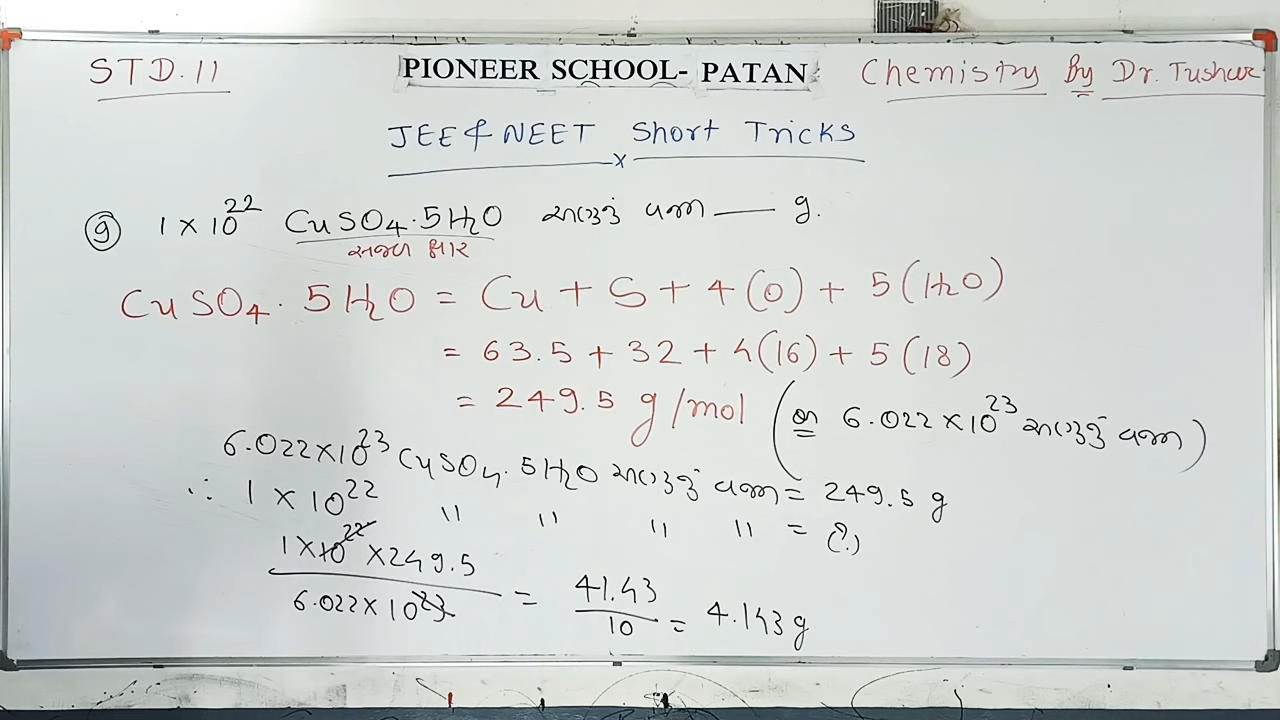 STD.11 PIONEER SCHOOL- PATAN Chemistry By Dr. Tushar
JEE & NEET Short Tricks
(9) 1 × 10²² CuSO₄·5H₂O અણુનું વજન —— g.
સજળ ક્ષાર
CuSO₄ · 5H₂O = Cu + S + 4(O) + 5(H₂O)
= 63.5 + 32 + 4(16) + 5(18)
= 249.5 g/mol (or 6.022 × 10²³ અણુનું વજન)
6.022×10²³ CuSO₄·5H₂O અણુનું વજન = 249.5 g
∴ 1 × 10²² " " " " = (?)
1×10²² × 249.5 / 6.022 × 10²³ = 41.43 / 10 = 4.143 g